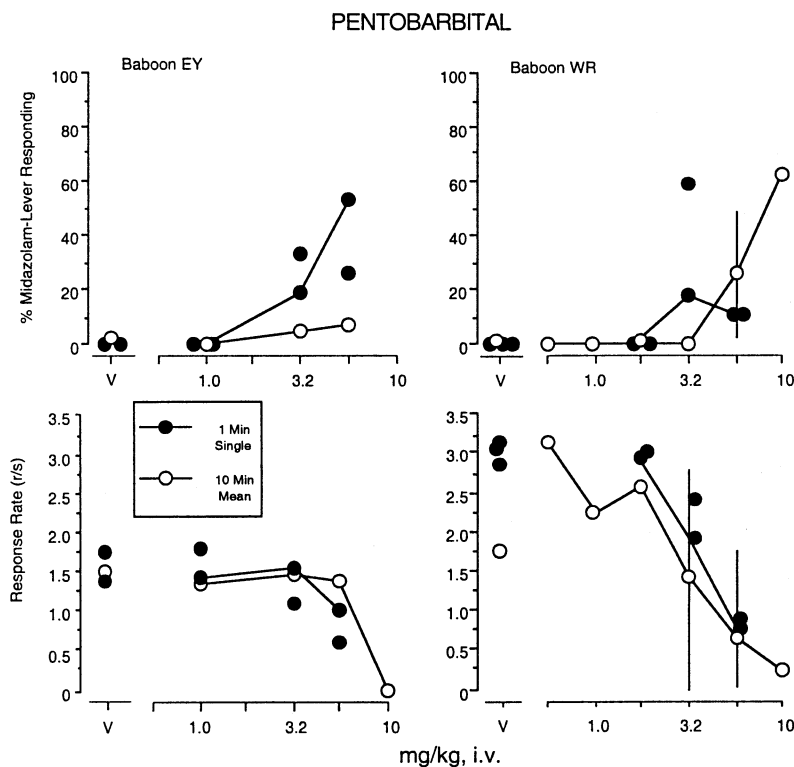 PENTOBARBITAL
Baboon EY
Baboon WR
% Midazolam-Lever Responding
100
80
60
40
20
0
V
1.0
3.2
10
100
80
60
40
20
0
V
1.0
3.2
10
Response Rate (r/s)
3.5
3.0
2.5
2.0
1.5
1.0
0.5
0
1 Min
Single
10 Min
Mean
V
1.0
3.2
10
3.5
3.0
2.5
2.0
1.5
1.0
0.5
0
V
1.0
3.2
10
mg/kg, i.v.